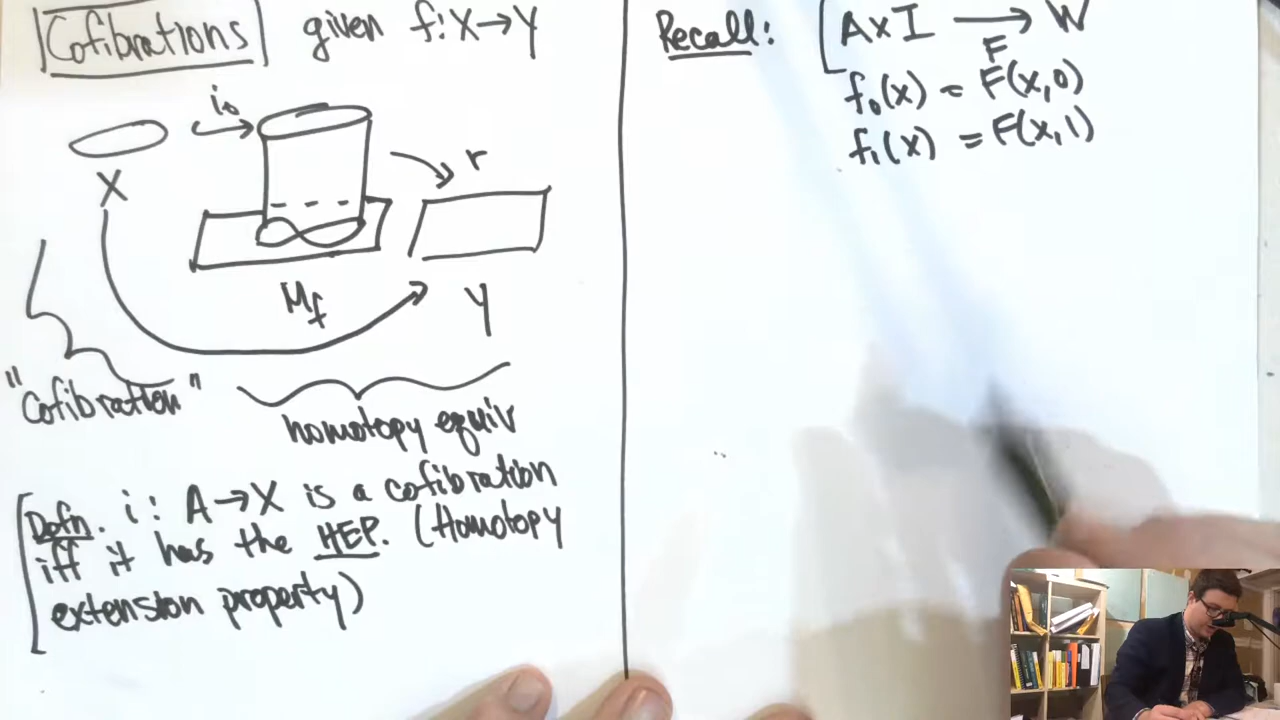 Cofibrations given f: X→Y
i₀
r
X
M_f
Y
"Cofibration"
homotopy equiv
Defn. i: A→X is a cofibration
iff it has the HEP. (Homotopy
extension property)
Recall: A×I → W
F
f₀(x) = F(x,0)
f₁(x) = F(x,1)